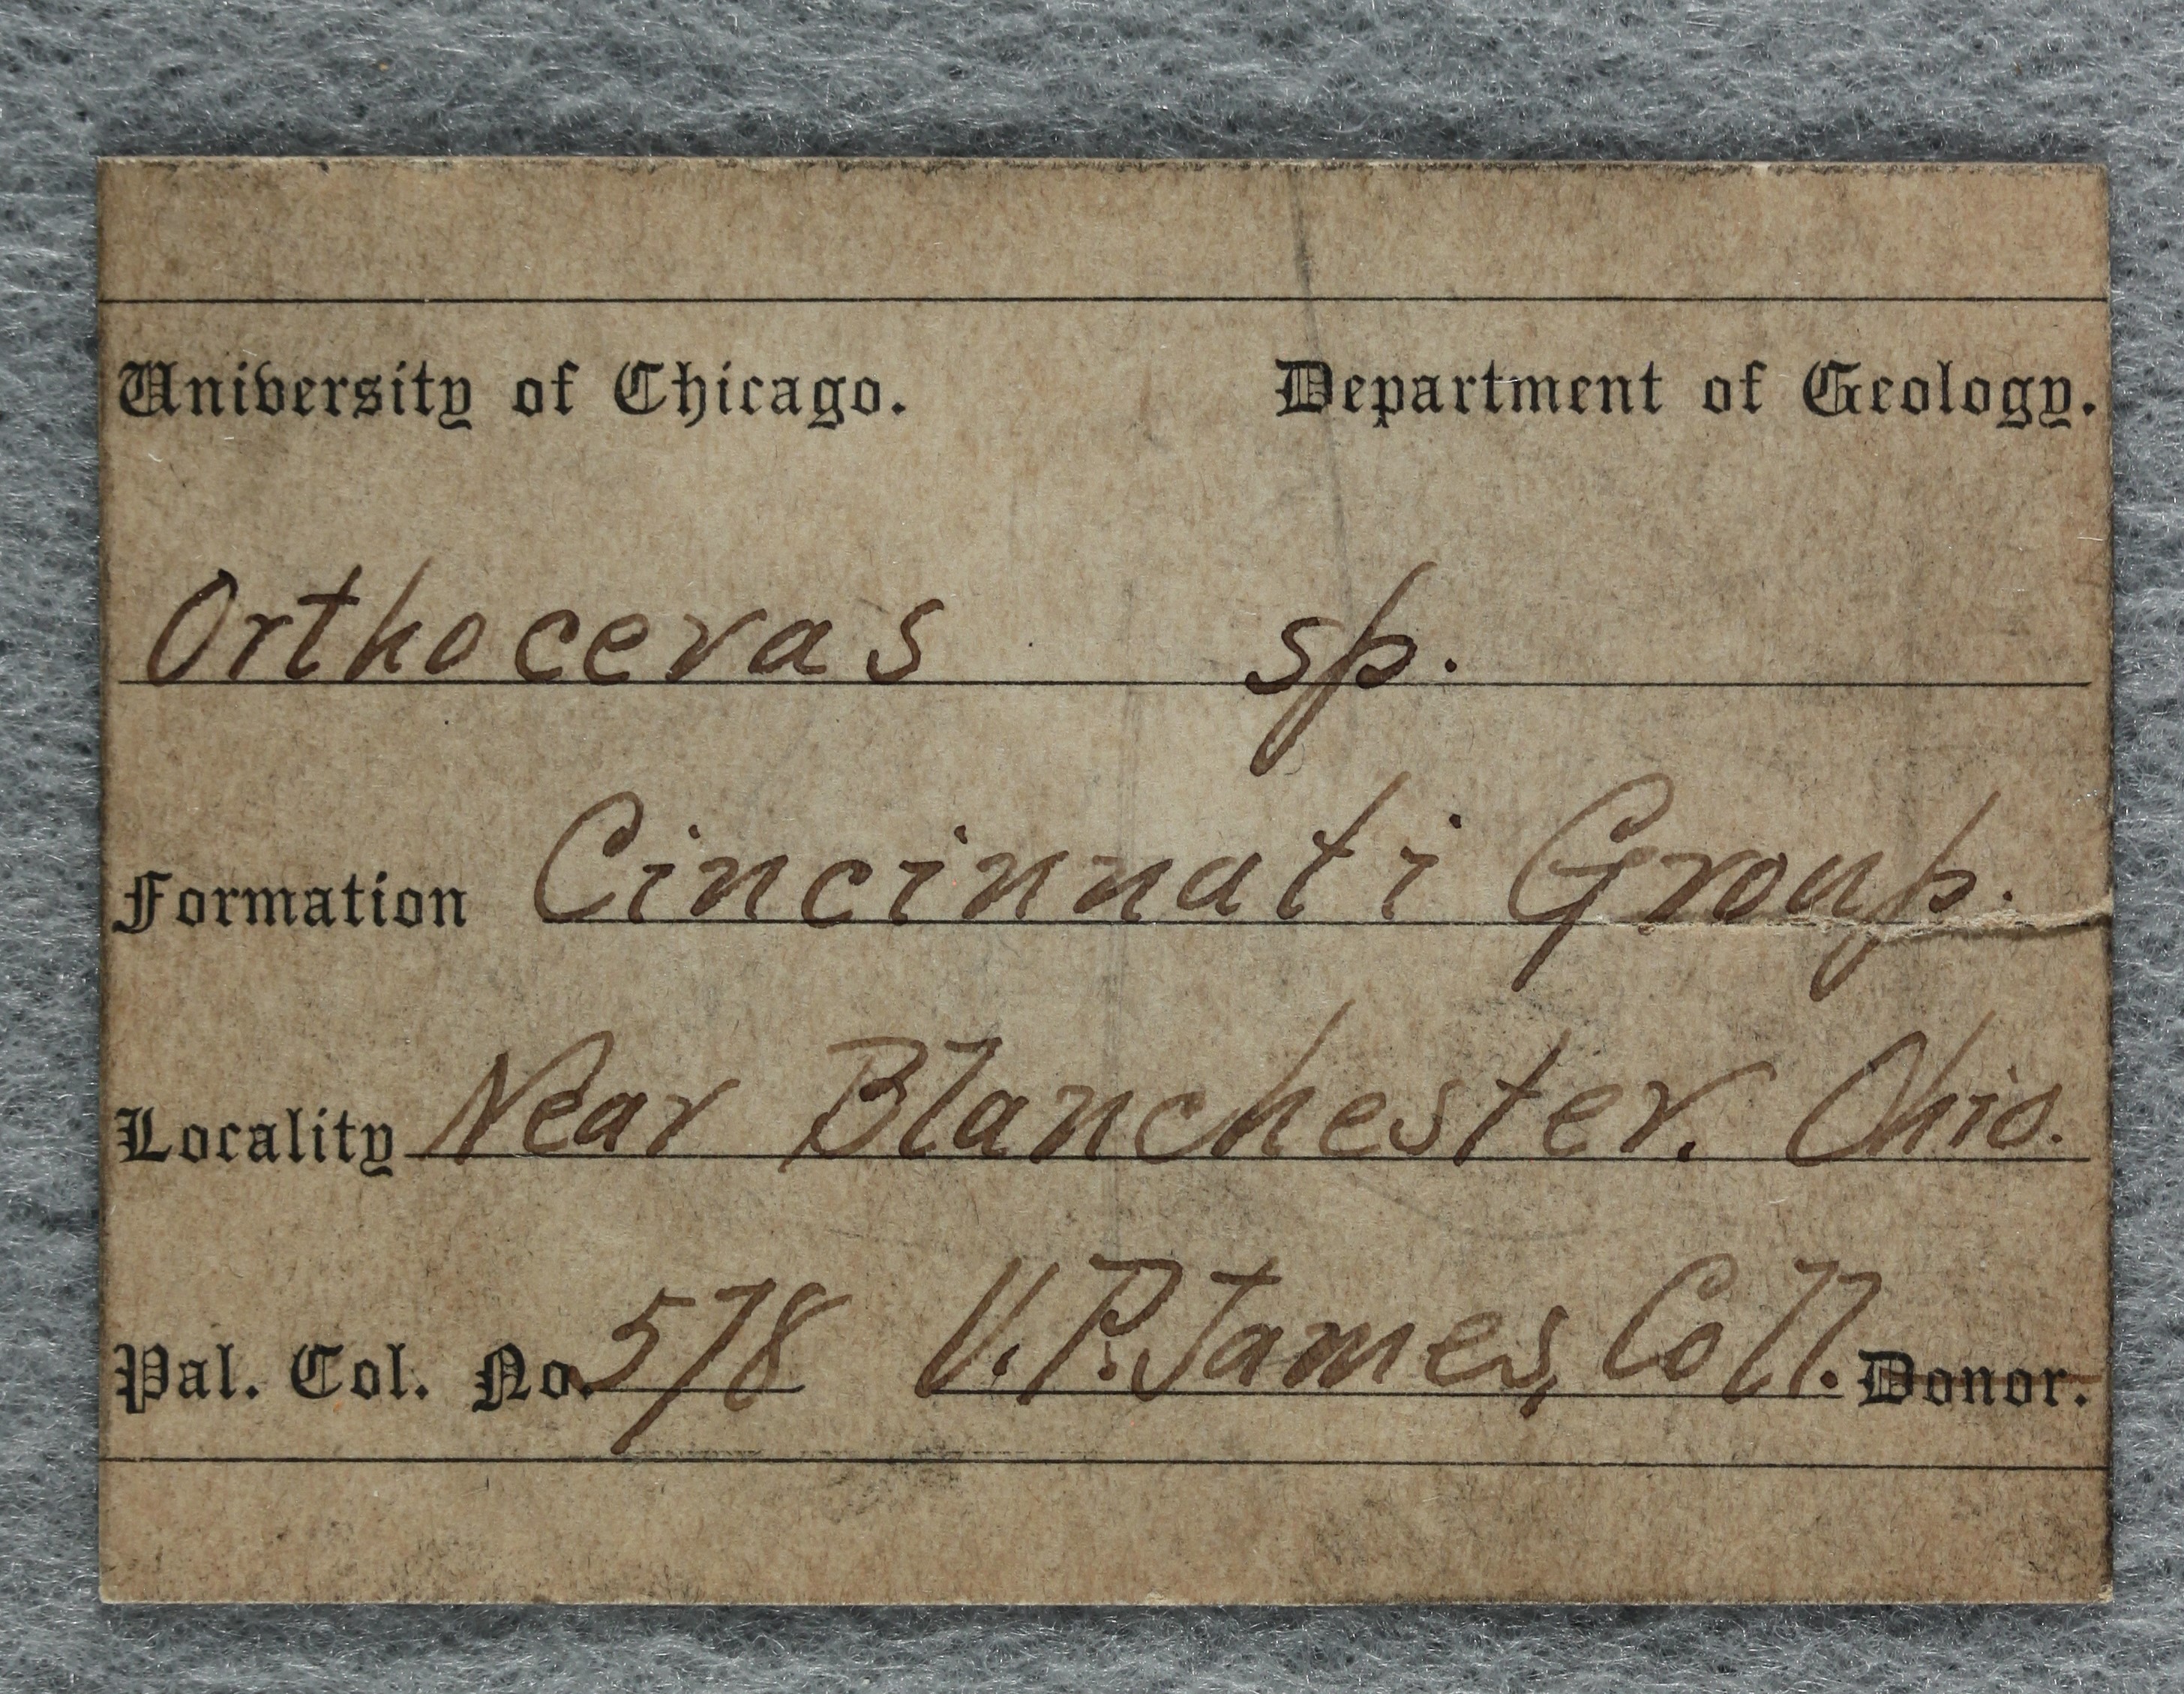 University of Chicago. Department of Geology.
Orthoceras sp.
Formation Cincinnati Group.
Locality Near Blanchester. Ohio.
Pal. Col. No. 578 U. P. James, Coll. Donor.